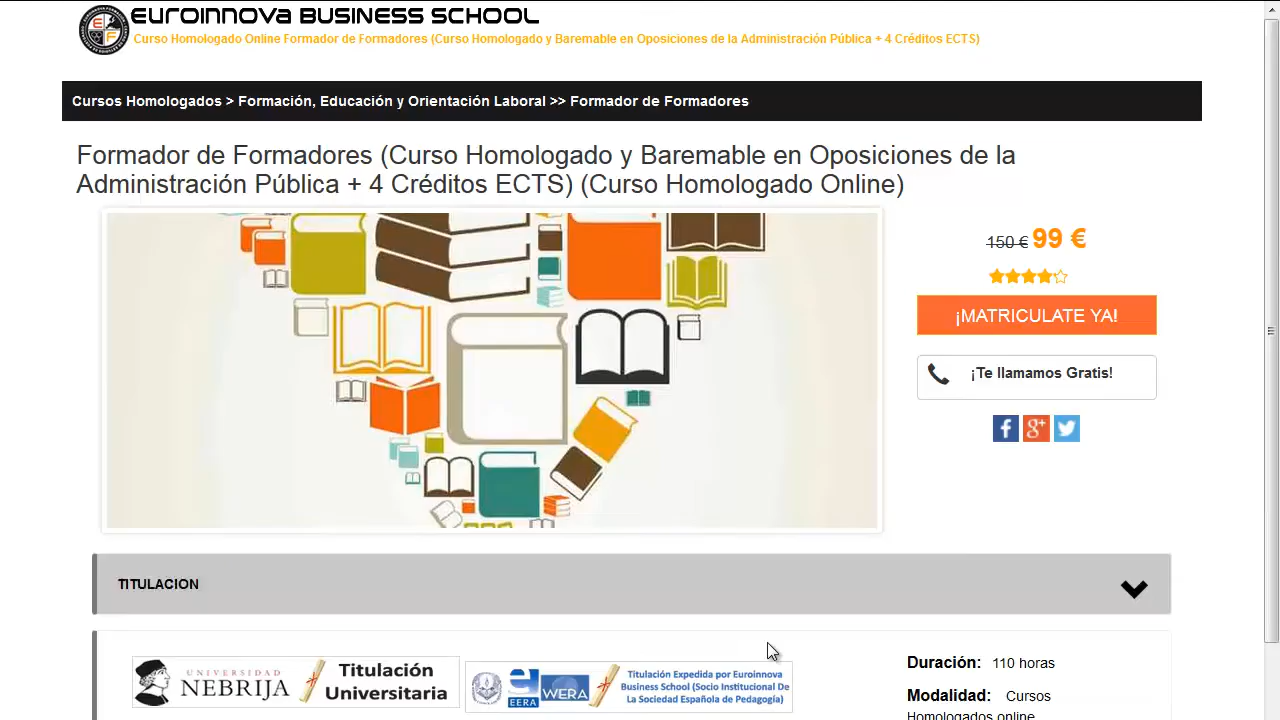 EUROINNOVA BUSINESS SCHOOL
Curso Homologado Online Formador de Formadores (Curso Homologado y Baremable en Oposiciones de la Administración Pública + 4 Créditos ECTS)
Cursos Homologados > Formación, Educación y Orientación Laboral >> Formador de Formadores
Formador de Formadores (Curso Homologado y Baremable en Oposiciones de la
Administración Pública + 4 Créditos ECTS) (Curso Homologado Online)
150 € 99 €
¡MATRICULATE YA!
¡Te llamamos Gratis!
TITULACION
UNIVERSIDAD
NEBRIJA
Titulación
Universitaria
EERA
WERA
Titulación Expedida por Euroinnova
Business School (Socio Institucional De
La Sociedad Española de Pedagogía)
Duración: 110 horas
Modalidad: Cursos
Homologados online